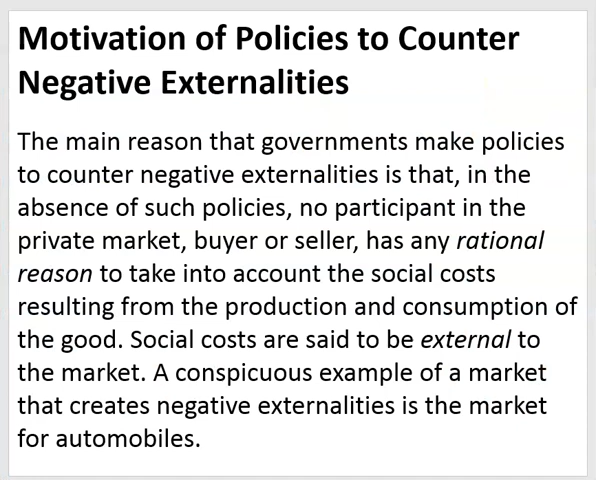 Motivation of Policies to Counter
Negative Externalities
The main reason that governments make policies
to counter negative externalities is that, in the
absence of such policies, no participant in the
private market, buyer or seller, has any rational
reason to take into account the social costs
resulting from the production and consumption of
the good. Social costs are said to be external to
the market. A conspicuous example of a market
that creates negative externalities is the market
for automobiles.